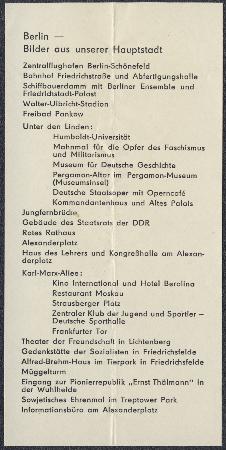 Berlin —
Bilder aus unserer Hauptstadt
Zentralflughafen Berlin-Schönefeld
Bahnhof Friedrichstraße und Abfertigungshalle
Schiffbauerdamm mit Berliner Ensemble und
Friedrichstadt-Palast
Walter-Ulbricht-Stadion
Freibad Pankow
Unter den Linden:
Humboldt-Universität
Mahnmal für die Opfer des Faschismus
und Militarismus
Museum für Deutsche Geschichte
Pergamon-Altar im Pergamon-Museum
(Museumsinsel)
Deutsche Staatsoper mit Operncafé
Kommandantenhaus und Altes Palais
Jungfernbrücke
Gebäude des Staatsrats der DDR
Rotes Rathaus
Alexanderplatz
Haus des Lehrers und Kongreßhalle am Alexan-
derplatz
Karl-Marx-Allee:
Kino International und Hotel Berolina
Restaurant Moskau
Strausberger Platz
Zentraler Klub der Jugend und Sportler –
Deutsche Sporthalle
Frankfurter Tor
Theater der Freundschaft in Lichtenberg
Gedenkstätte der Sozialisten in Friedrichsfelde
Alfred-Brehm-Haus im Tierpark in Friedrichsfelde
Müggelturm
Eingang zur Pionierrepublik „Ernst Thälmann" in
der Wuhlheide
Sowjetisches Ehrenmal im Treptower Park
Informationsbüro am Alexanderplatz